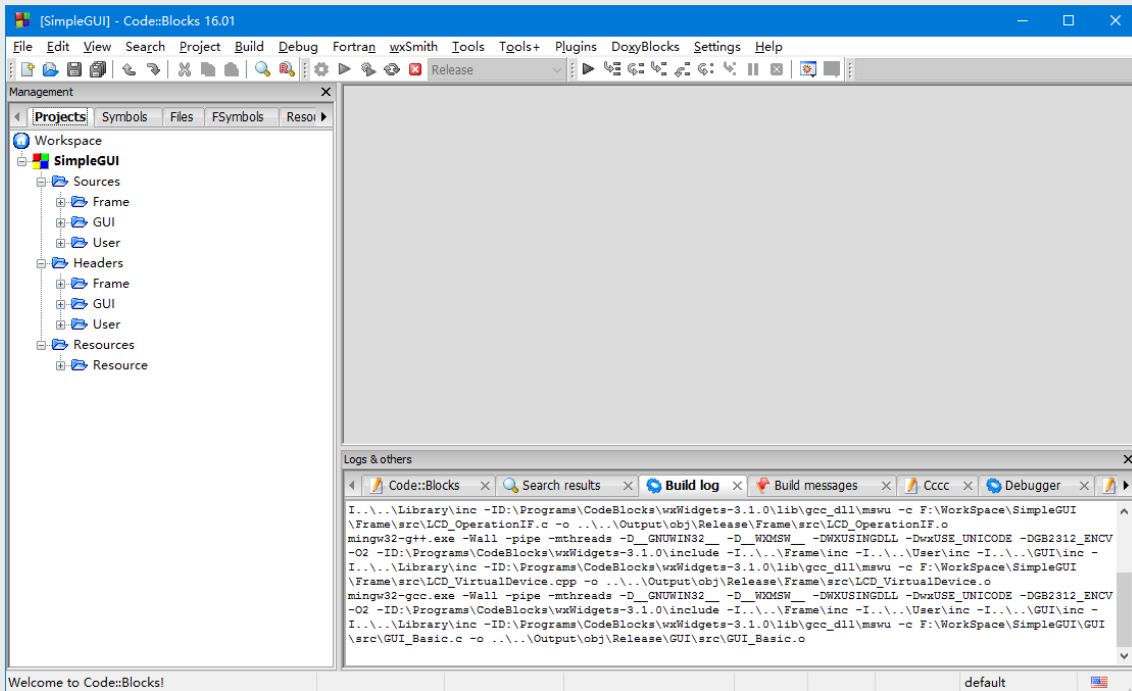 [SimpleGUI] - Code::Blocks 16.01
File Edit View Search Project Build Debug Fortran wxSmith Tools Tools+ Plugins DoxyBlocks Settings Help
Release
Management
Projects Symbols Files FSymbols Resou
Workspace
SimpleGUI
Sources
Frame
GUI
User
Headers
Frame
GUI
User
Resources
Resource
Logs & others
Code::Blocks Search results Build log Build messages Cccc Debugger
I..\..\Library\inc -ID:\Programs\CodeBlocks\wxWidgets-3.1.0\lib\gcc_dll\mswu -c F:\WorkSpace\SimpleGUI
\Frame\src\LCD_OperationIF.c -o ..\..\Output\obj\Release\Frame\src\LCD_OperationIF.o
mingw32-g++.exe -Wall -pipe -mthreads -D__GNUWIN32__ -D__WXMSW__ -DWXUSINGDLL -DwxUSE_UNICODE -DGB2312_ENCV
-O2 -ID:\Programs\CodeBlocks\wxWidgets-3.1.0\include -I..\..\Frame\inc -I..\..\User\inc -I..\..\GUI\inc -
I..\..\Library\inc -ID:\Programs\CodeBlocks\wxWidgets-3.1.0\lib\gcc_dll\mswu -c F:\WorkSpace\SimpleGUI
\Frame\src\LCD_VirtualDevice.cpp -o ..\..\Output\obj\Release\Frame\src\LCD_VirtualDevice.o
mingw32-gcc.exe -Wall -pipe -mthreads -D__GNUWIN32__ -D__WXMSW__ -DWXUSINGDLL -DwxUSE_UNICODE -DGB2312_ENCV
-O2 -ID:\Programs\CodeBlocks\wxWidgets-3.1.0\include -I..\..\Frame\inc -I..\..\User\inc -I..\..\GUI\inc -
I..\..\Library\inc -ID:\Programs\CodeBlocks\wxWidgets-3.1.0\lib\gcc_dll\mswu -c F:\WorkSpace\SimpleGUI\GUI
\src\GUI_Basic.c -o ..\..\Output\obj\Release\GUI\src\GUI_Basic.o
Welcome to Code::Blocks! default